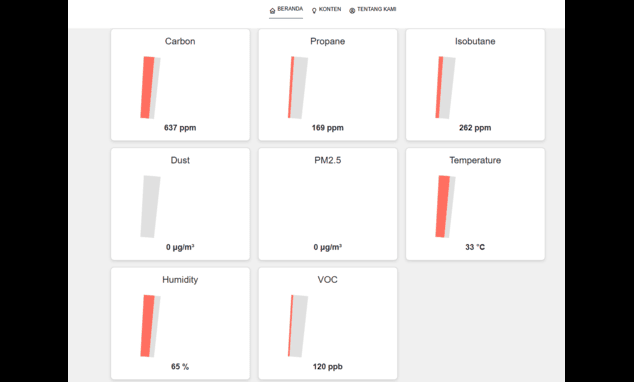 BERANDA KONTEN TENTANG KAMI
Carbon
637 ppm
Propane
169 ppm
Isobutane
262 ppm
Dust
0 µg/m³
PM2.5
0 µg/m³
Temperature
33 °C
Humidity
65 %
VOC
120 ppb